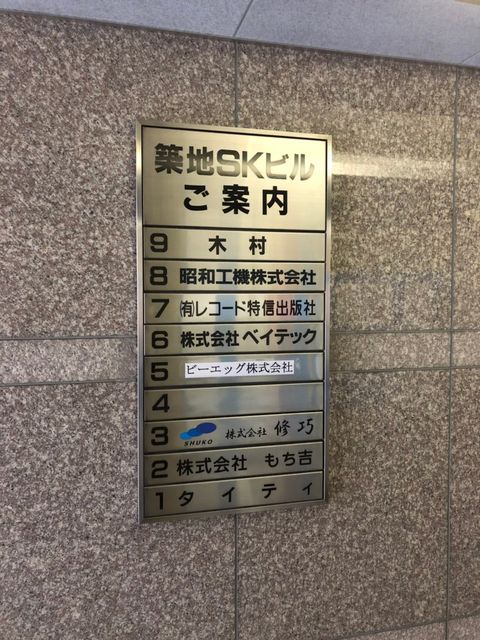 築地SKビル
ご案内
9 木村
8 昭和工機株式会社
7 ㈲レコード特信出版社
6 株式会社 ベイテック
5 ビーエッグ株式会社
4
3 SHUKO 株式会社 修巧
2 株式会社 もち吉
1 タイティ